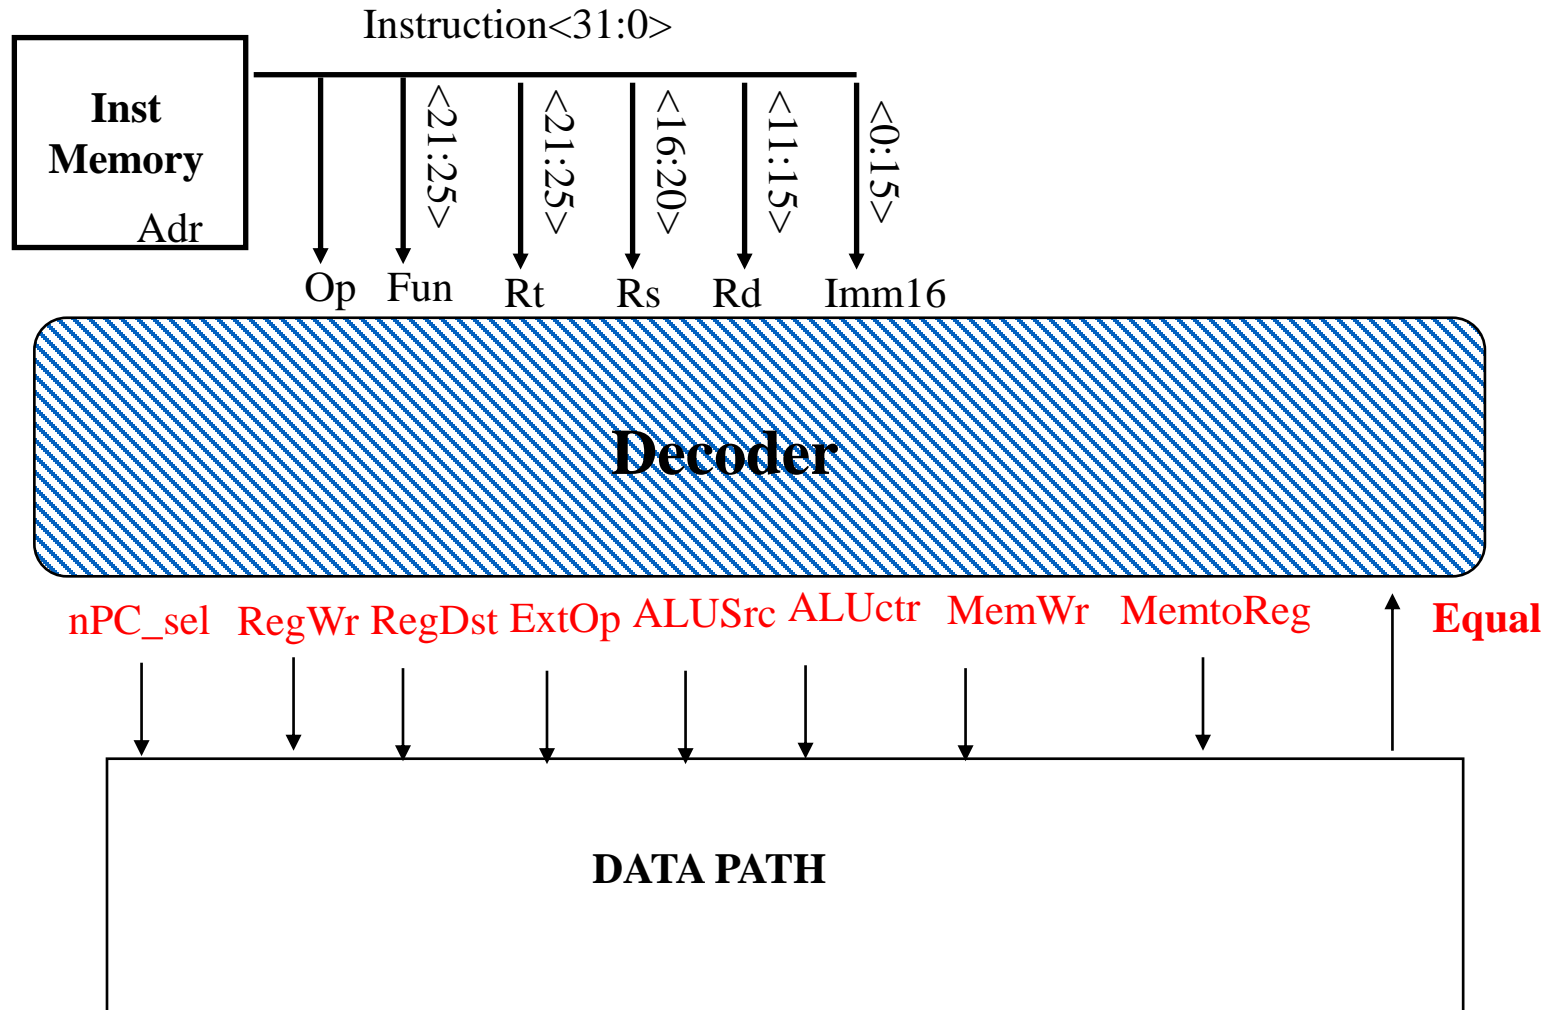 Instruction<31:0>
Inst
Memory
Adr
<21:25>
<21:25>
<16:20>
<11:15>
<0:15>
Op
Fun
Rt
Rs
Rd
Imm16
Decoder
nPC_sel
RegWr
RegDst
ExtOp
ALUSrc
ALUctr
MemWr
MemtoReg
Equal
DATA PATH